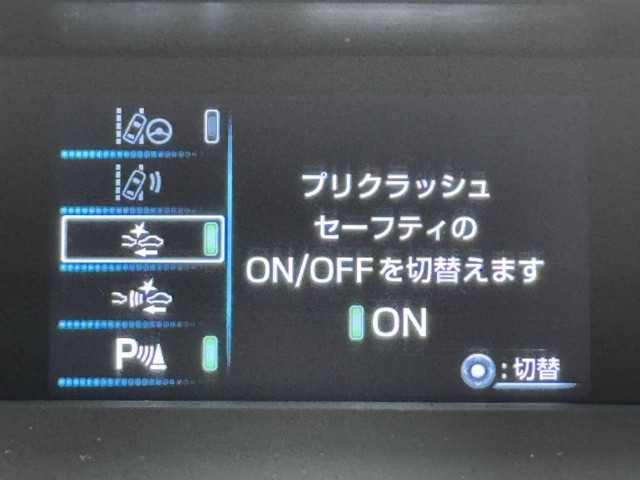 プリクラッシュ
セーフティの
ON/OFFを切替えます
ON
P
:切替